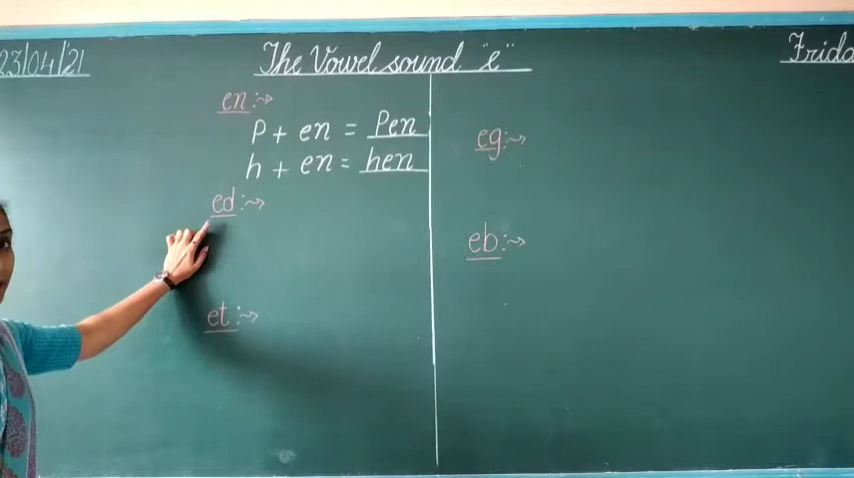 23/04/21
The Vowel sound "e"
Frida
en:→
P + en = Pen
h + en = hen
ed:→
et:→
eg:→
eb:→